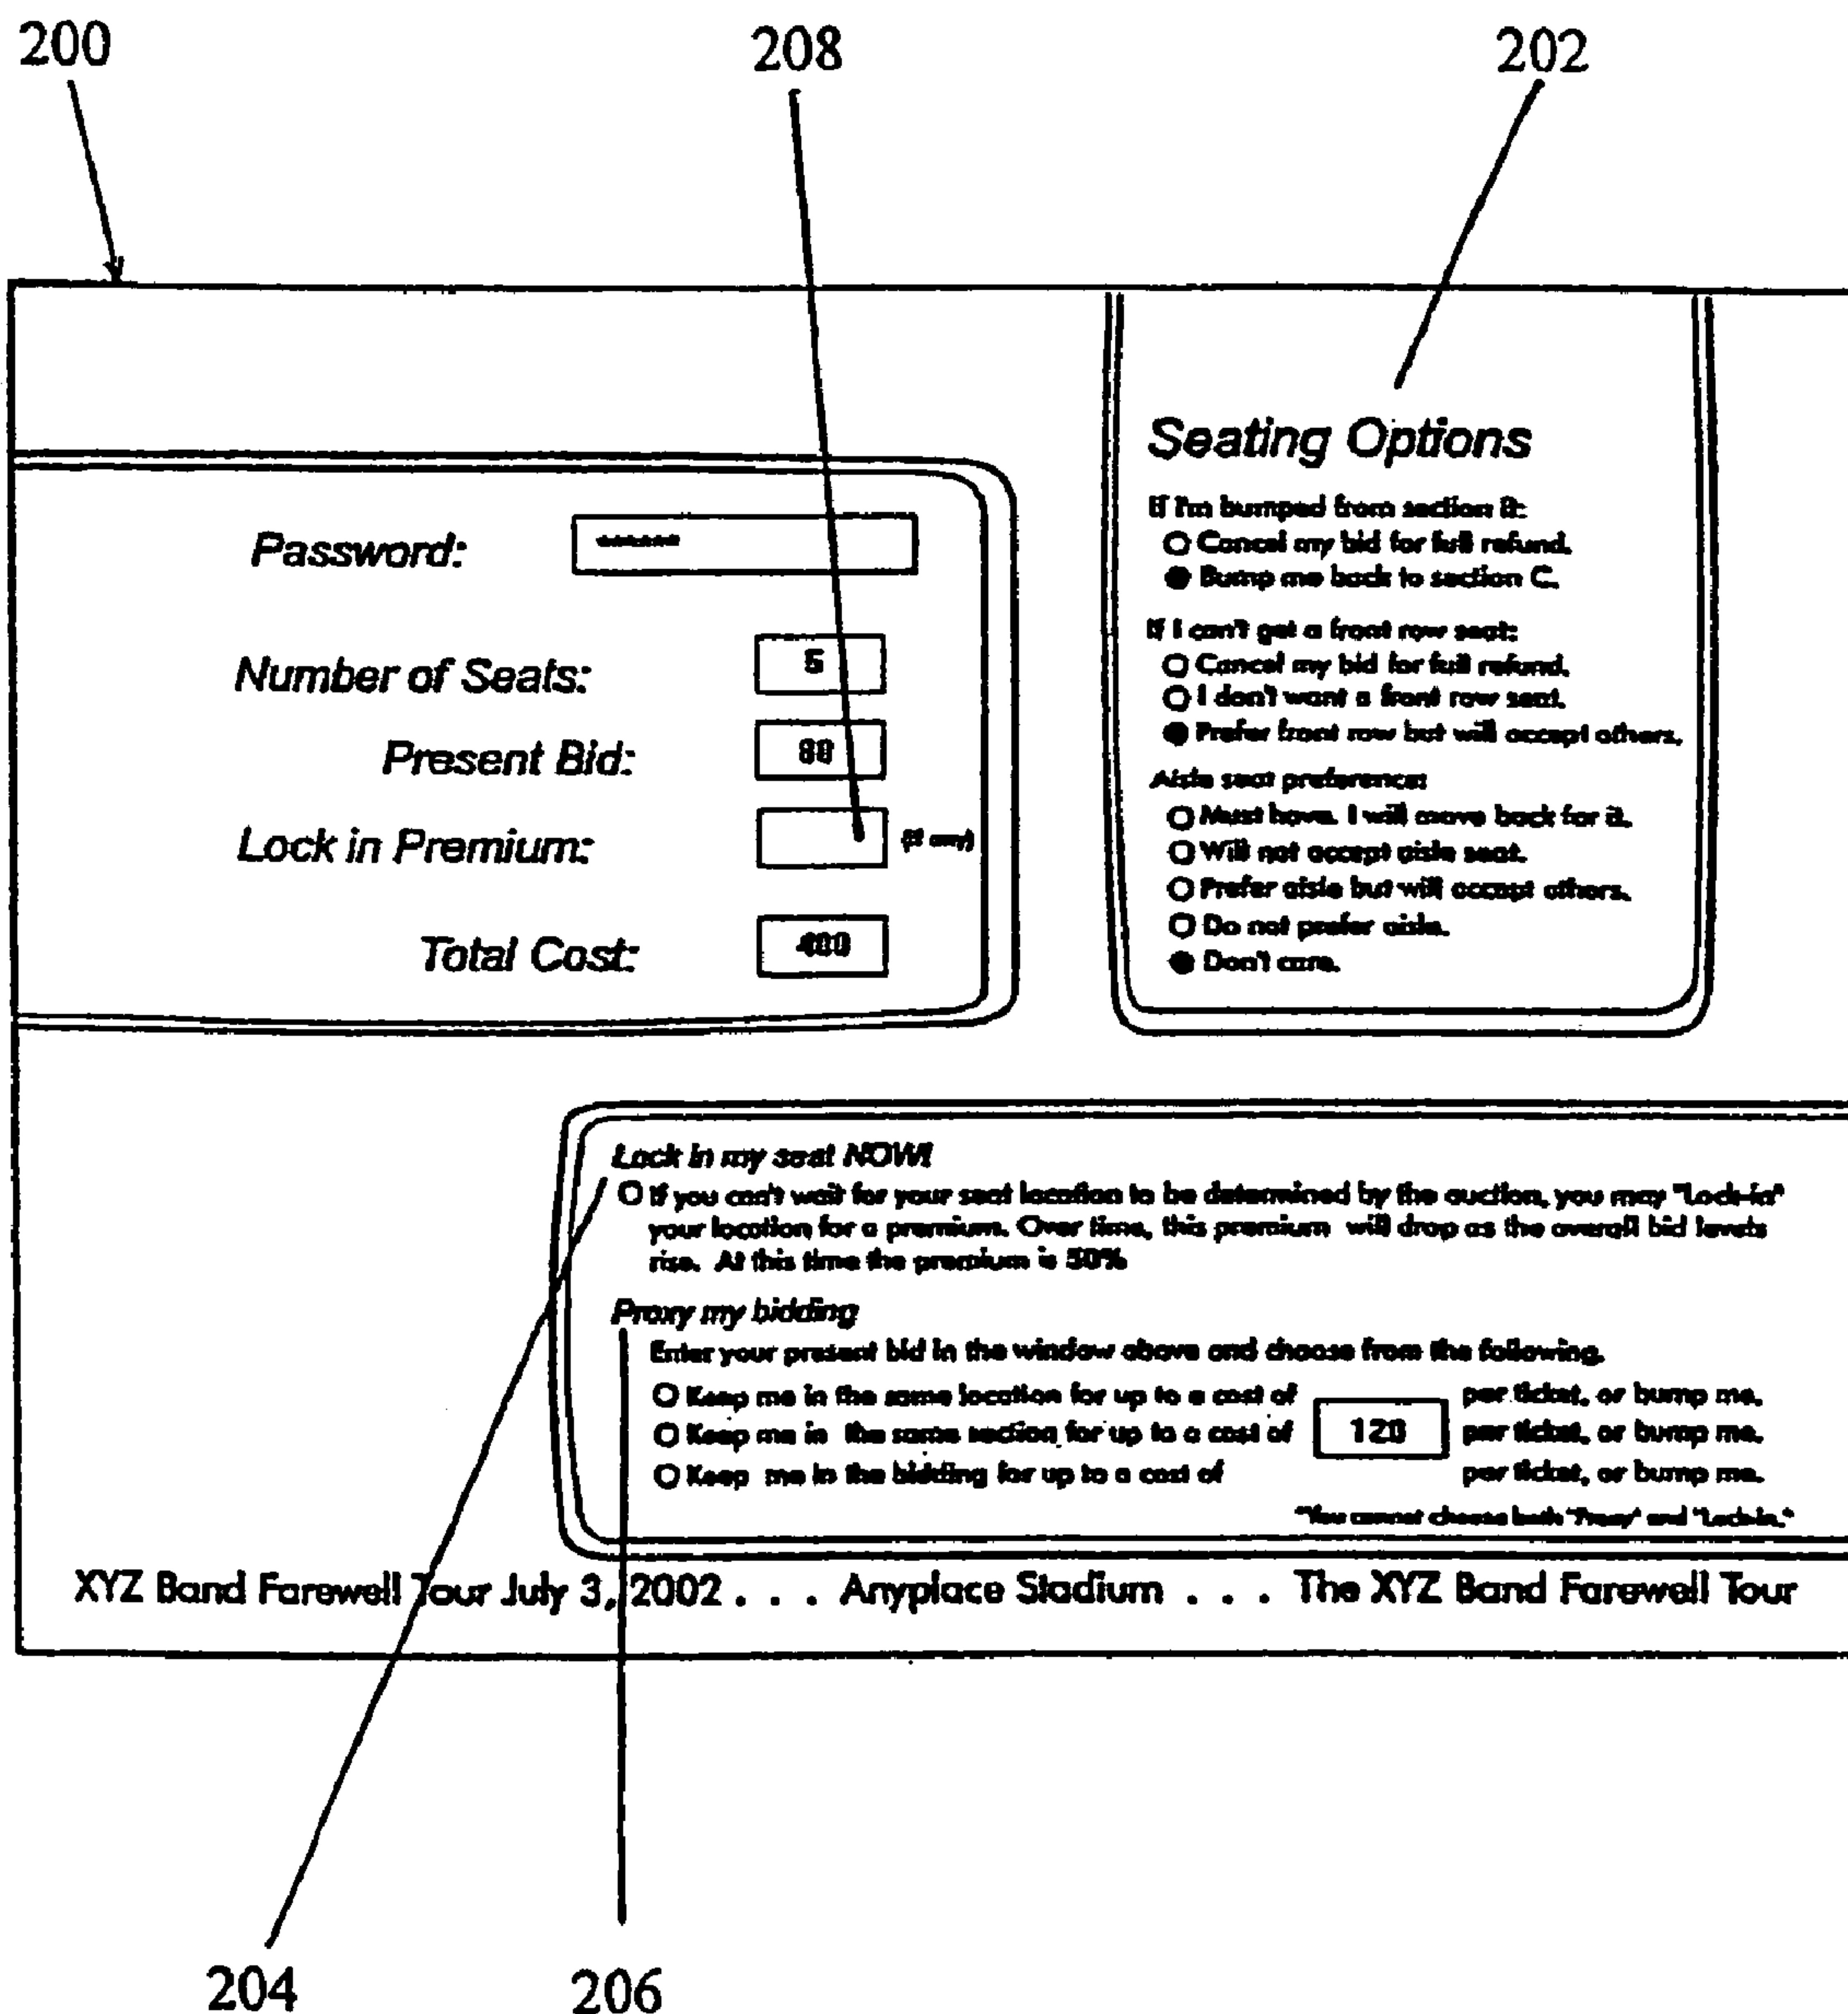 200
208
202
Password:
Number of Seats:
5
Present Bid:
80
Lock in Premium:
(if any)
Total Cost:
400
Seating Options
If I'm bumped from section B:
Cancel my bid for full refund.
Bump me back to section C.
If I can't get a front row seat:
Cancel my bid for full refund.
I don't want a front row seat.
Prefer front row but will accept others.
Aisle seat preference:
Must have. I will move back for it.
Will not accept aisle seat.
Prefer aisle but will accept others.
Do not prefer aisle.
Don't care.
Lock in my seat NOW!
If you can't wait for your seat location to be determined by the auction, you may "Lock-in"
your location for a premium. Over time, this premium will drop as the overall bid levels
rise. At this time the premium is 50%
Proxy my bidding
Enter your present bid in the window above and choose from the following.
Keep me in the same location for up to a cost of per ticket, or bump me.
Keep me in the same section for up to a cost of 120 per ticket, or bump me.
Keep me in the bidding for up to a cost of per ticket, or bump me.
"You cannot choose both "Proxy" and "Lock-in."
XYZ Band Farewell Tour July 3, 2002 . . . Anyplace Stadium . . . The XYZ Band Farewell Tour
204
206